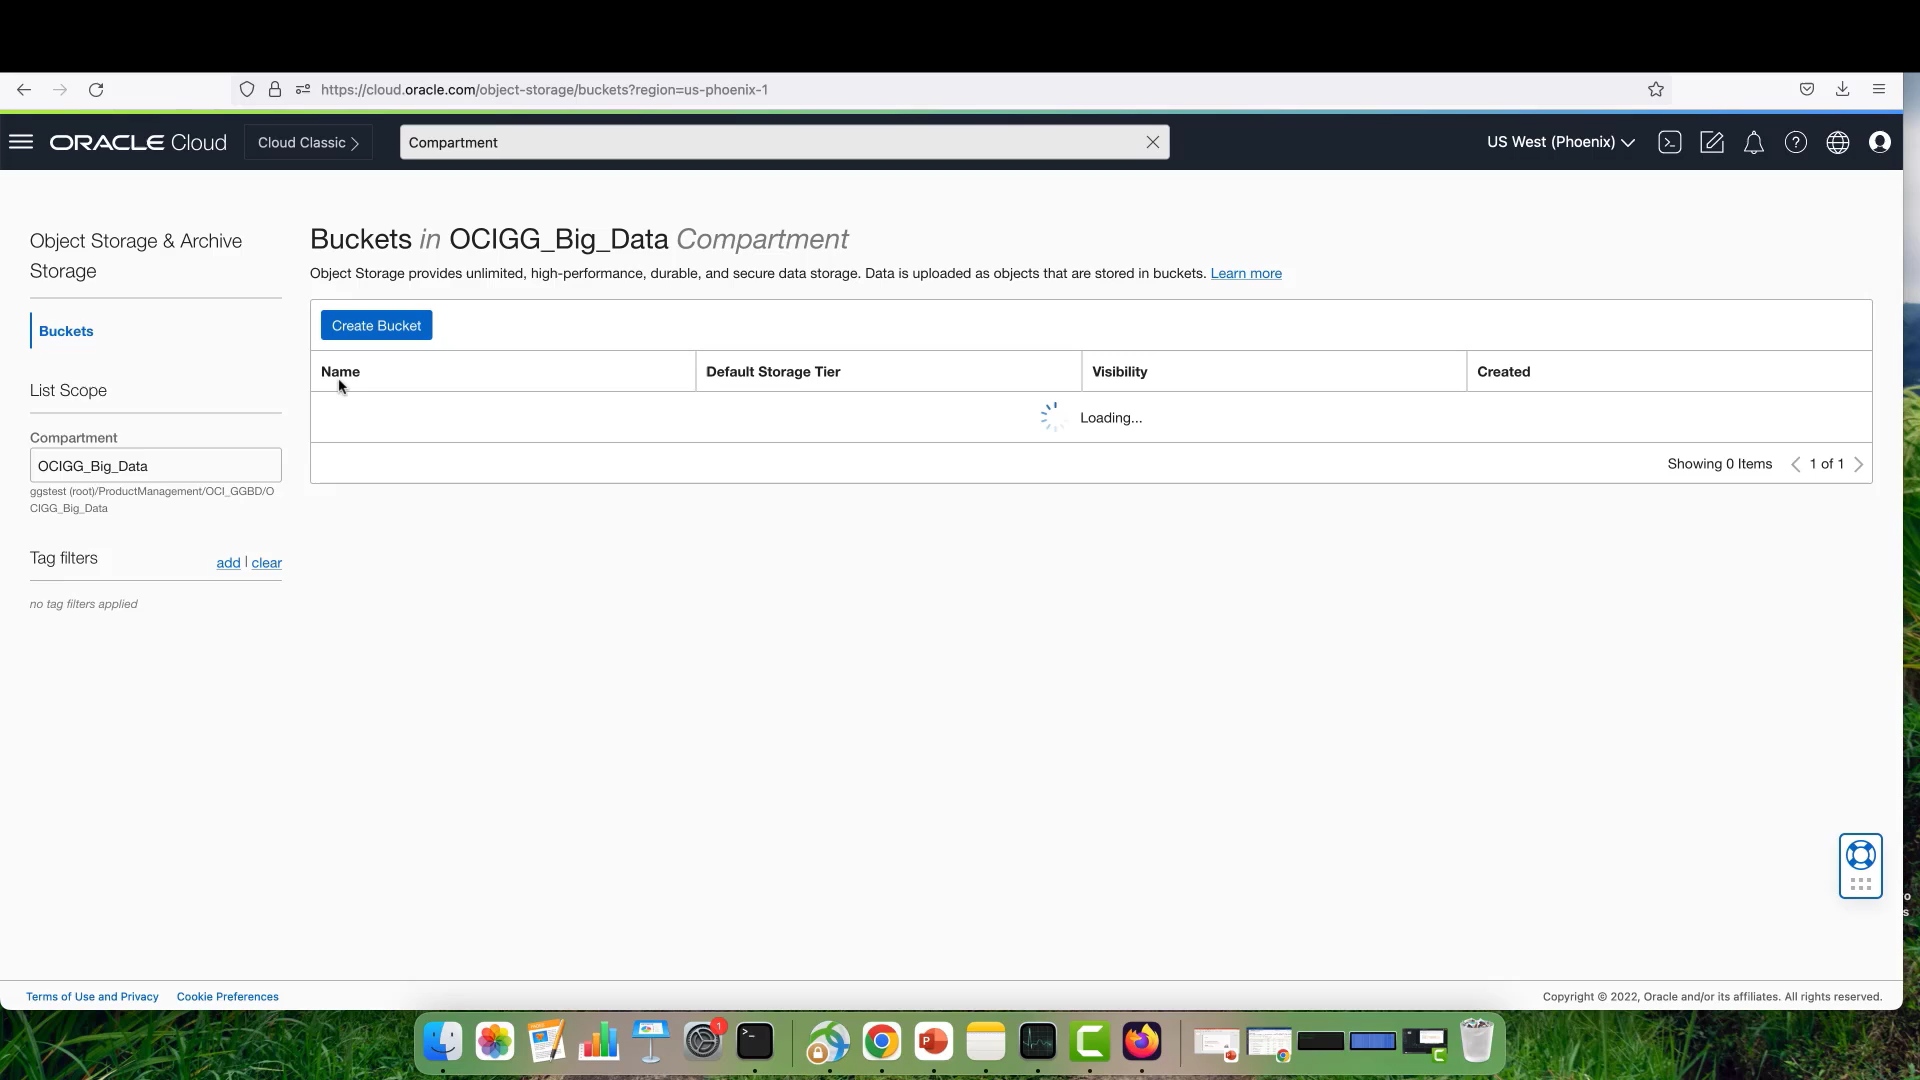 https://cloud.oracle.com/object-storage/buckets?region=us-phoenix-1
ORACLE Cloud
Cloud Classic
Compartment
US West (Phoenix)
Object Storage & Archive
Storage
Buckets
List Scope
Compartment
OCIGG_Big_Data
ggstest (root)/ProductManagement/OCI_GGBD/O
CIGG_Big_Data
Tag filters
add | clear
no tag filters applied
Buckets in OCIGG_Big_Data Compartment
Object Storage provides unlimited, high-performance, durable, and secure data storage. Data is uploaded as objects that are stored in buckets. Learn more
Create Bucket
Name Default Storage Tier Visibility Created
Loading...
Showing 0 Items 1 of 1
Terms of Use and Privacy Cookie Preferences
Copyright © 2022, Oracle and/or its affiliates. All rights reserved.
1